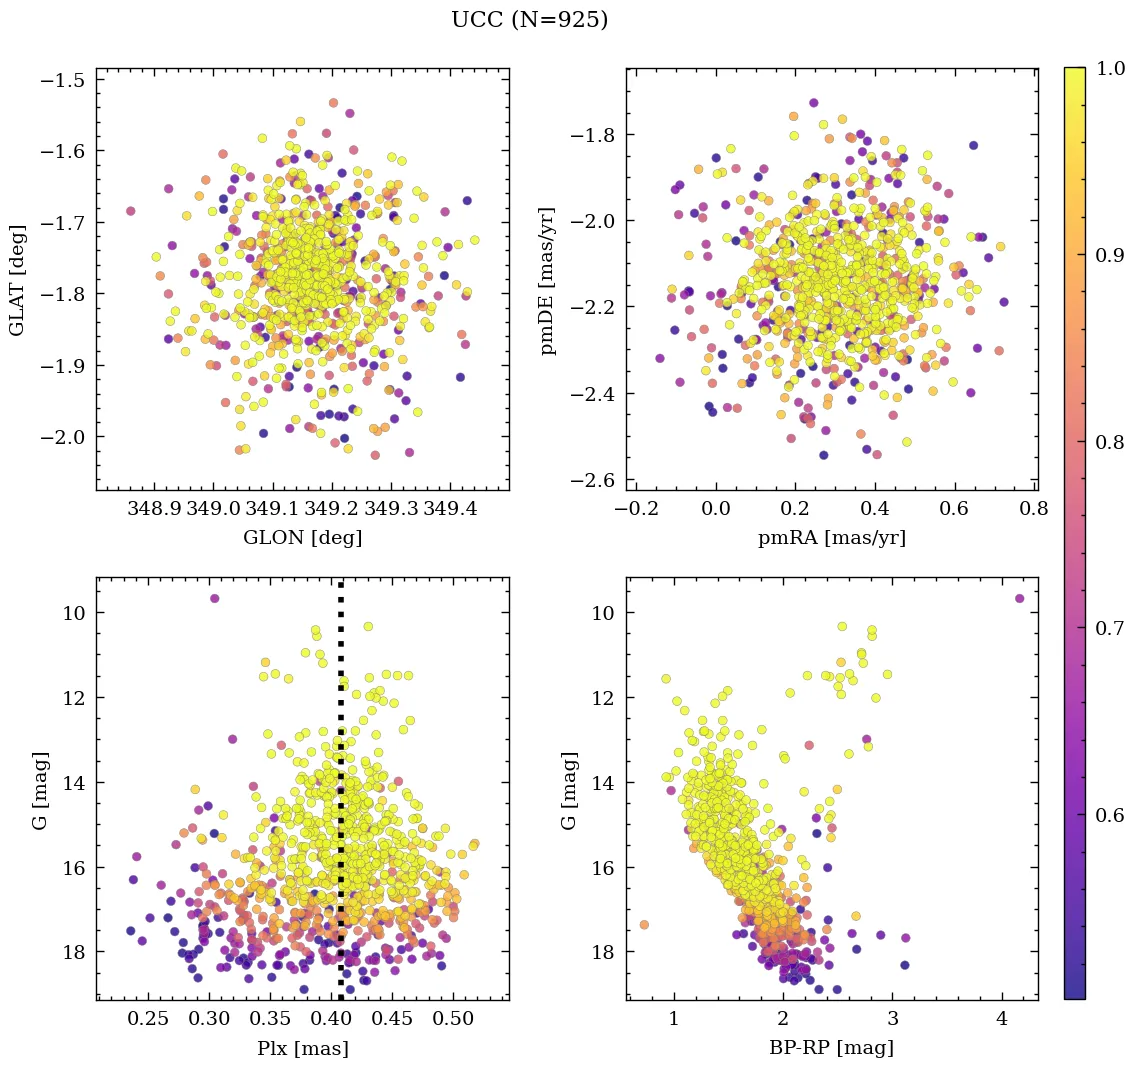 UCC (N=925)
−1.5
−1.6
−1.7
−1.8
−1.9
−2.0
GLAT [deg]
348.9 349.0 349.1 349.2 349.3 349.4
GLON [deg]
−1.8
−2.0
−2.2
−2.4
−2.6
pmDE [mas/yr]
−0.2 0.0 0.2 0.4 0.6 0.8
pmRA [mas/yr]
10
12
14
16
18
G [mag]
0.25 0.30 0.35 0.40 0.45 0.50
Plx [mas]
10
12
14
16
18
G [mag]
1 2 3 4
BP-RP [mag]
1.0
0.9
0.8
0.7
0.6